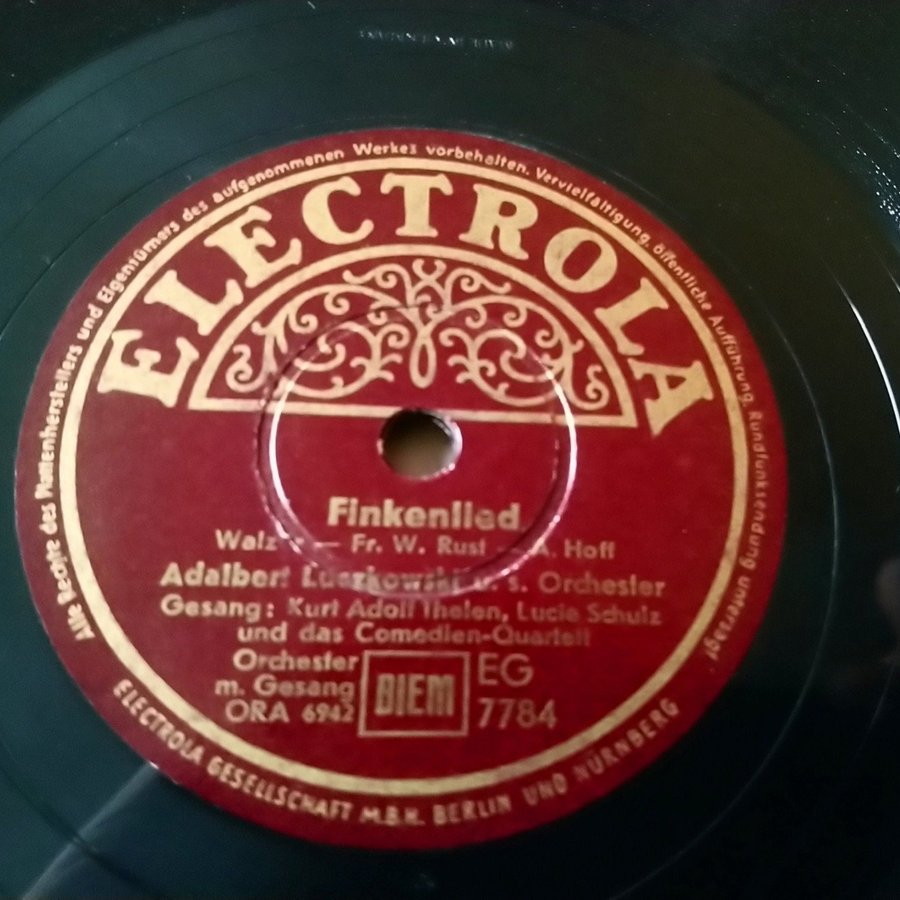 Alle Rechte des Plattenherstellers und Eigentümers des aufgenommenen Werkes vorbehalten. Vervielfältigung, öffentliche Aufführung, Rundfunksendung untersagt
ELECTROLA
Finkenlied
Walzer — Fr. W. Rust — A. Hoff
Adalbert Luczkowski u. s. Orchester
Gesang: Kurt Adolf Thelen, Lucie Schulz
und das Comedien-Quartett
Orchester
m. Gesang
ORA 6942
BIEM
EG
7784
ELECTROLA GESELLSCHAFT M.B.H. BERLIN UND NÜRNBERG